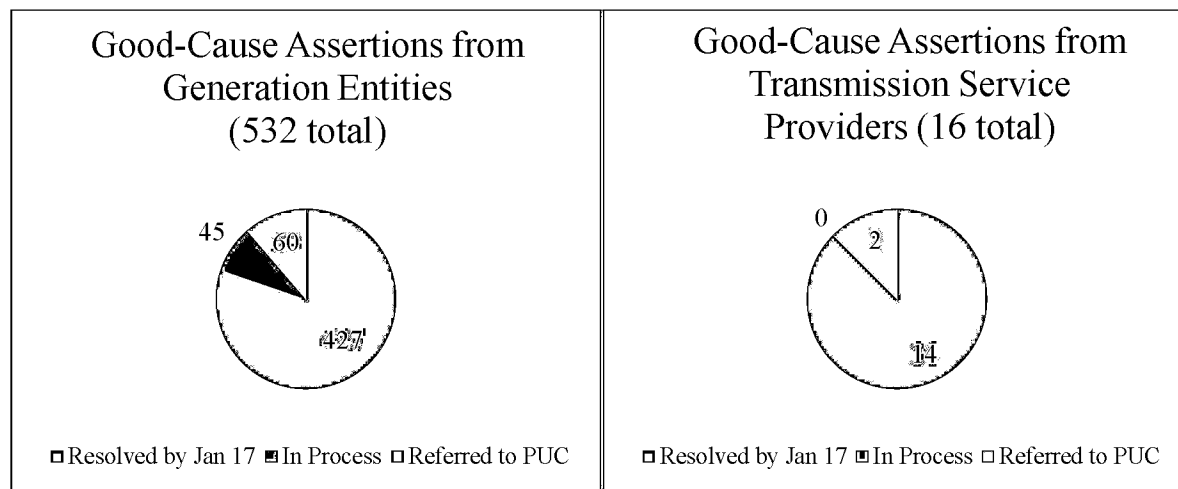 Good-Cause Assertions from
Generation Entities
(532 total)
45
60
427
Resolved by Jan 17 In Process Referred to PUC
Good-Cause Assertions from
Transmission Service
Providers (16 total)
0
2
14
Resolved by Jan 17 In Process Referred to PUC